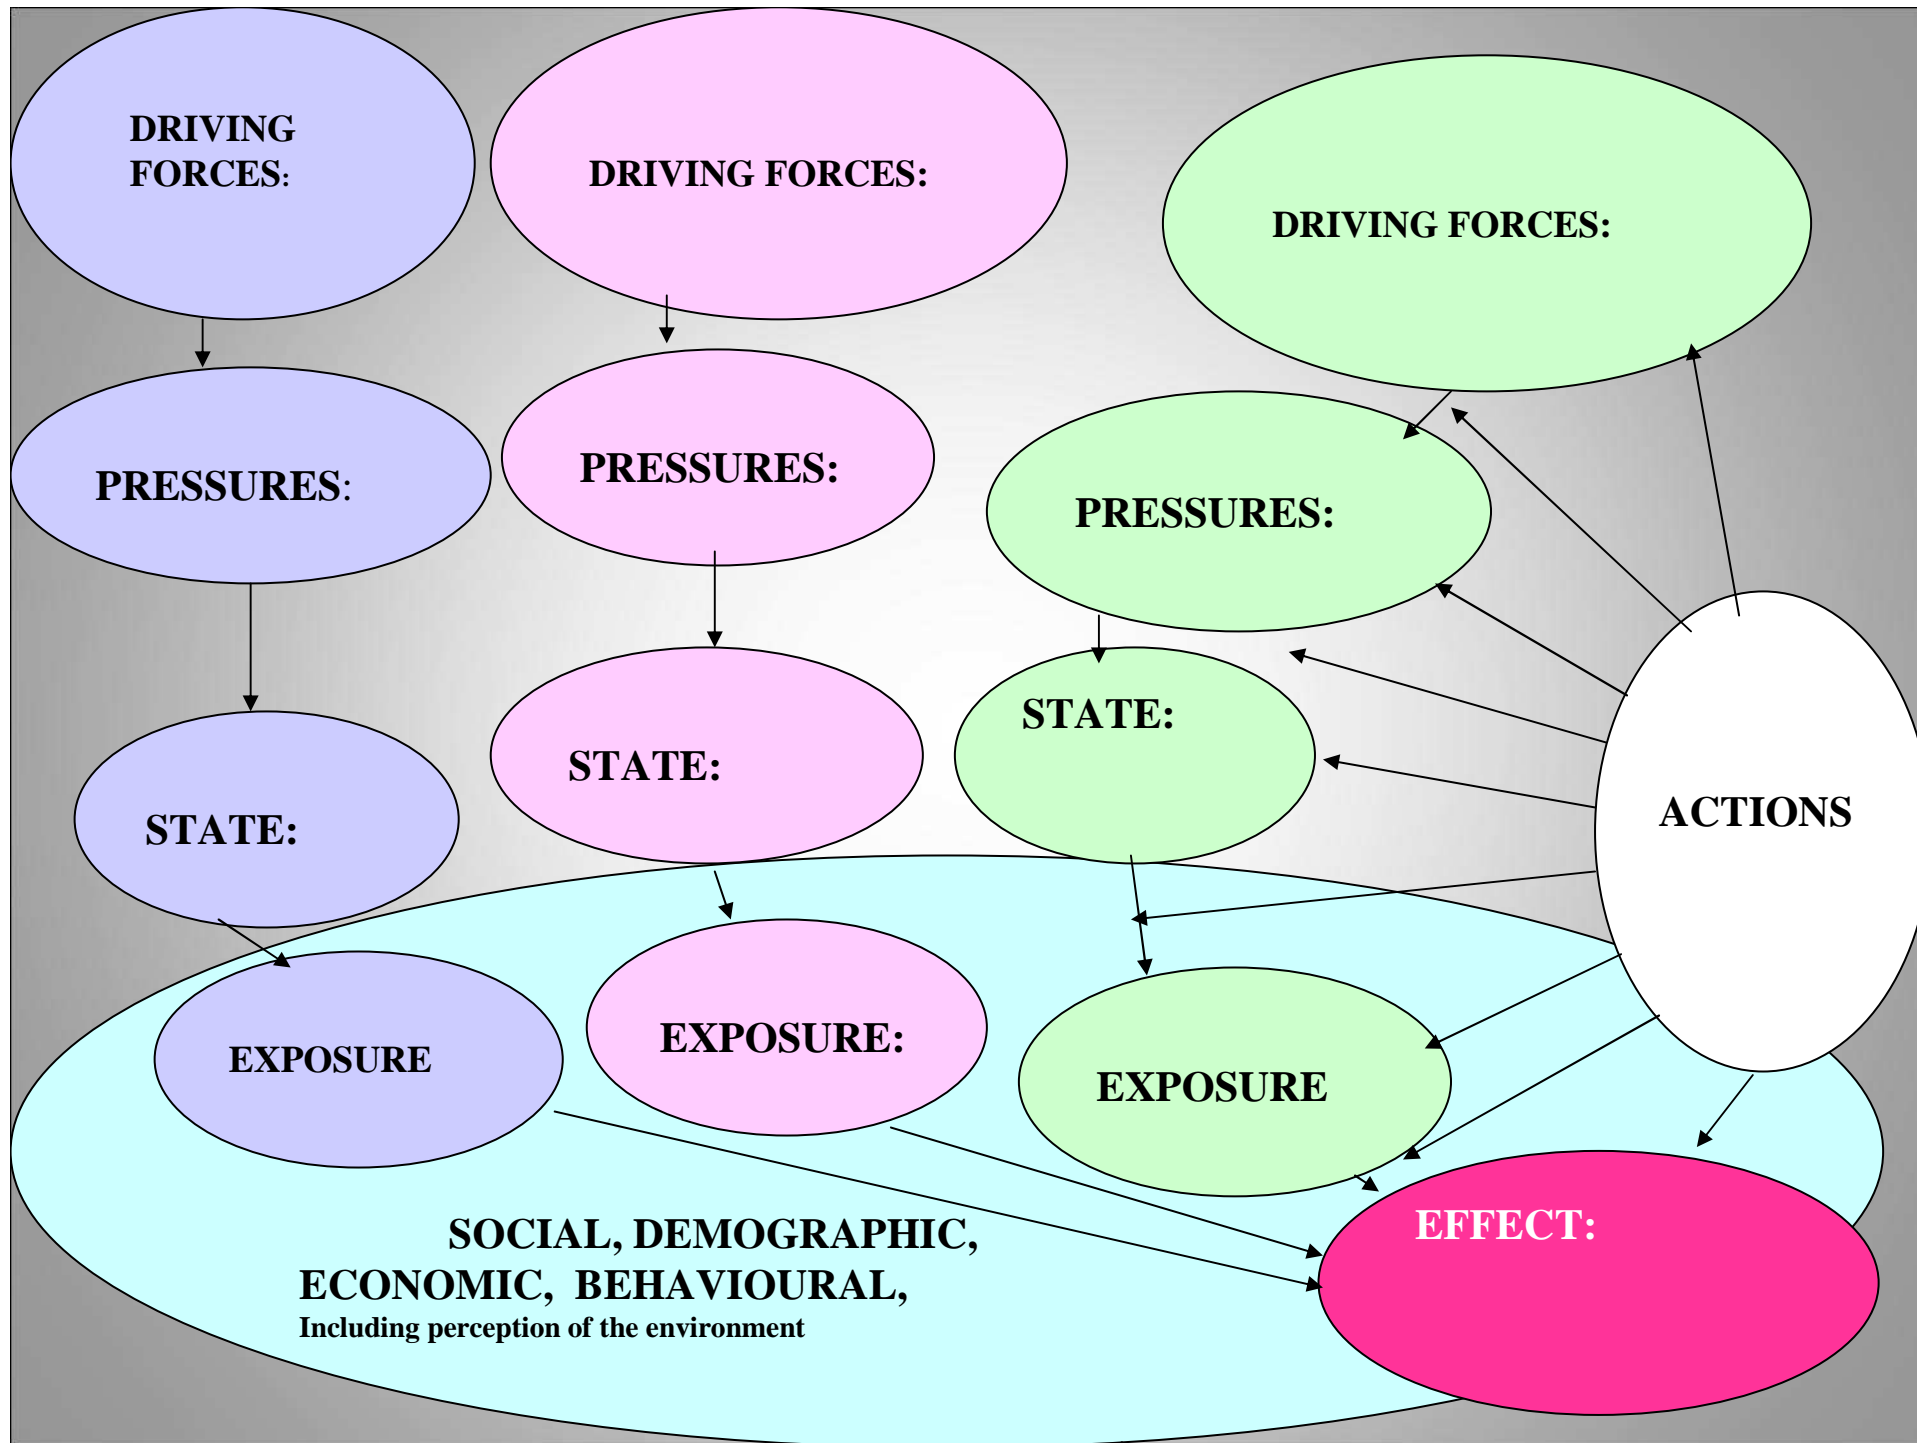 DRIVING
FORCES:
DRIVING FORCES:
DRIVING FORCES:
PRESSURES:
PRESSURES:
PRESSURES:
STATE:
STATE:
STATE:
ACTIONS
EXPOSURE
EXPOSURE:
EXPOSURE
EFFECT:
SOCIAL, DEMOGRAPHIC,
ECONOMIC, BEHAVIOURAL,
Including perception of the environment